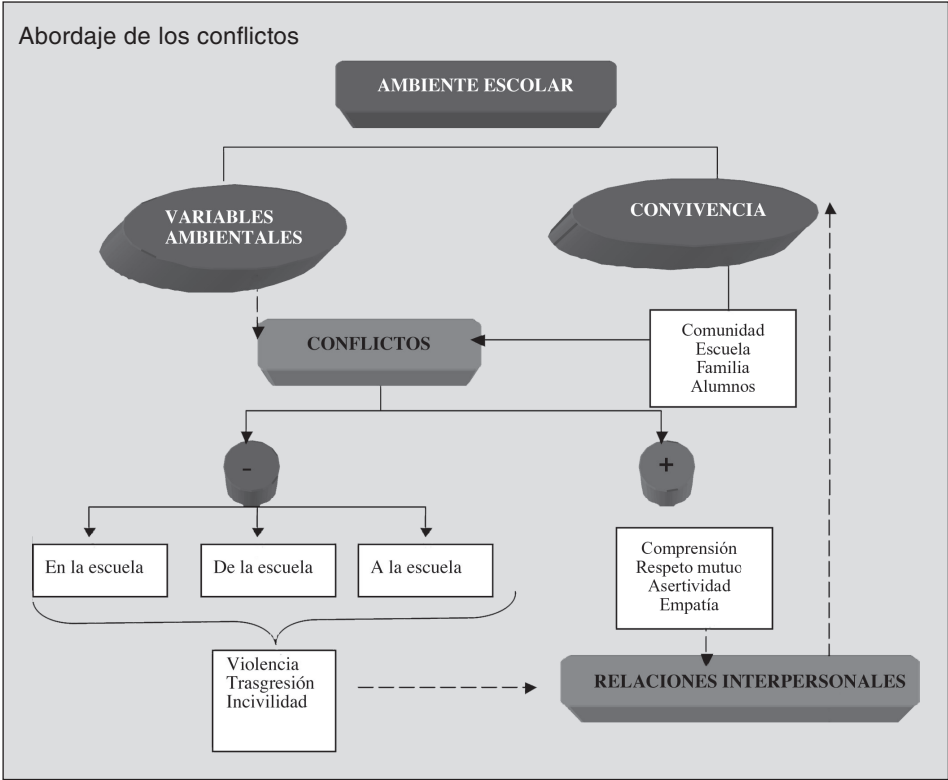 Abordaje de los conflictos
AMBIENTE ESCOLAR
VARIABLES
AMBIENTALES
CONVIVENCIA
CONFLICTOS
Comunidad
Escuela
Familia
Alumnos
-
+
En la escuela
De la escuela
A la escuela
Comprensión
Respeto mutuo
Asertividad
Empatía
Violencia
Trasgresión
Incivilidad
RELACIONES INTERPERSONALES